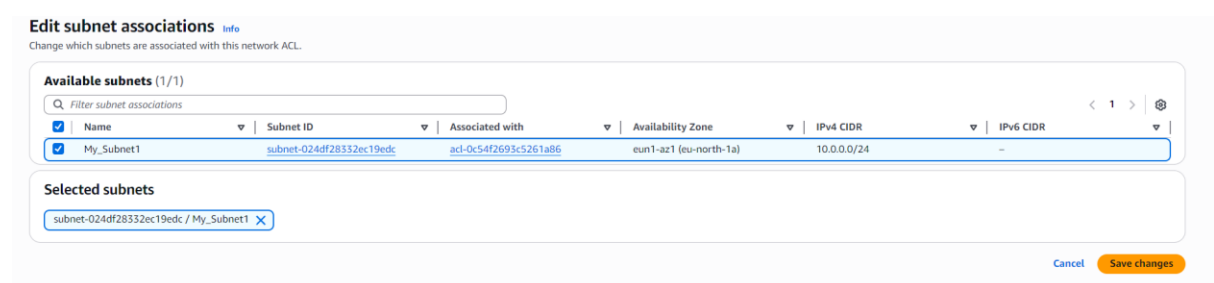 Edit subnet associations Info
Change which subnets are associated with this network ACL.
Available subnets (1/1)
Filter subnet associations
1
Name Subnet ID Associated with Availability Zone IPv4 CIDR IPv6 CIDR
My_Subnet1 subnet-024df28332ec19edc acl-0c54f2693c5261a86 eun1-az1 (eu-north-1a) 10.0.0.0/24 –
Selected subnets
subnet-024df28332ec19edc / My_Subnet1
Cancel Save changes